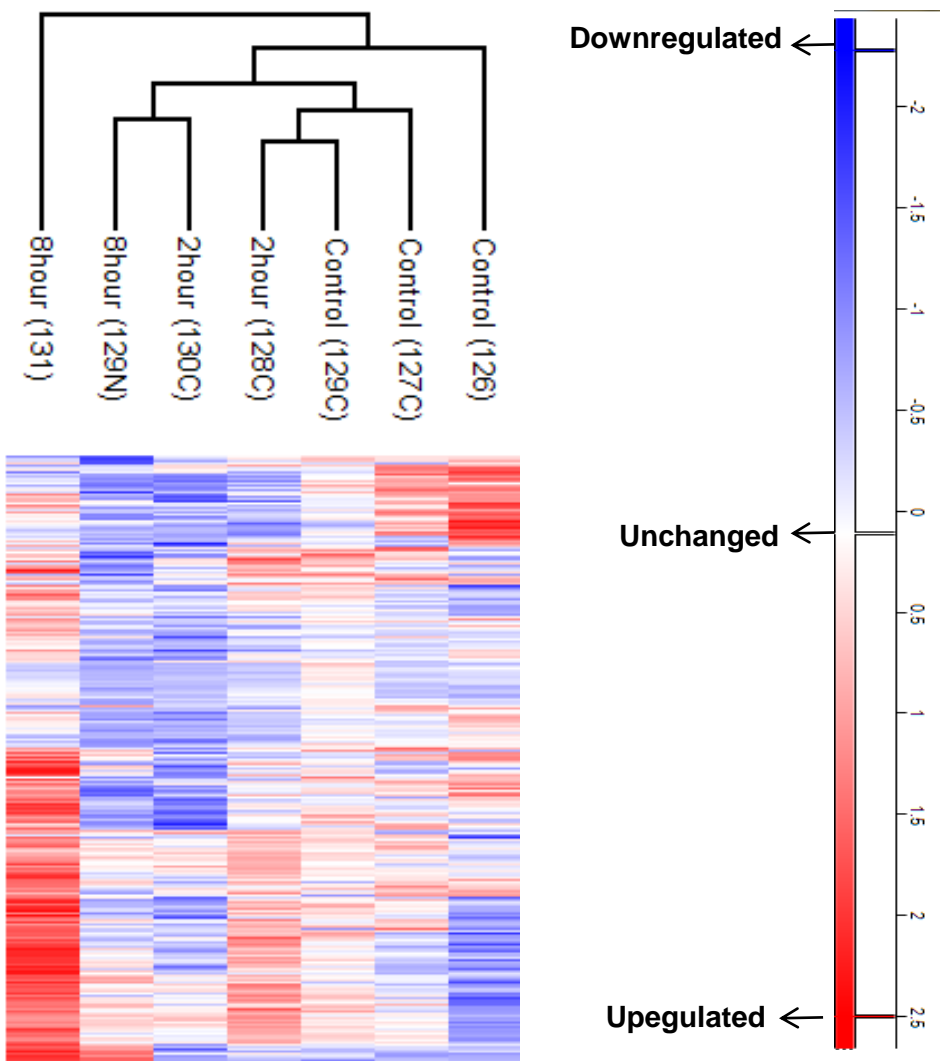 Downregulated
-2
-1.5
-1
-0.5
0
0.5
1
1.5
2
2.5
Unchanged
Upegulated
8hour (131)
8hour (129N)
2hour (130C)
2hour (128C)
Control (129C)
Control (127C)
Control (126)